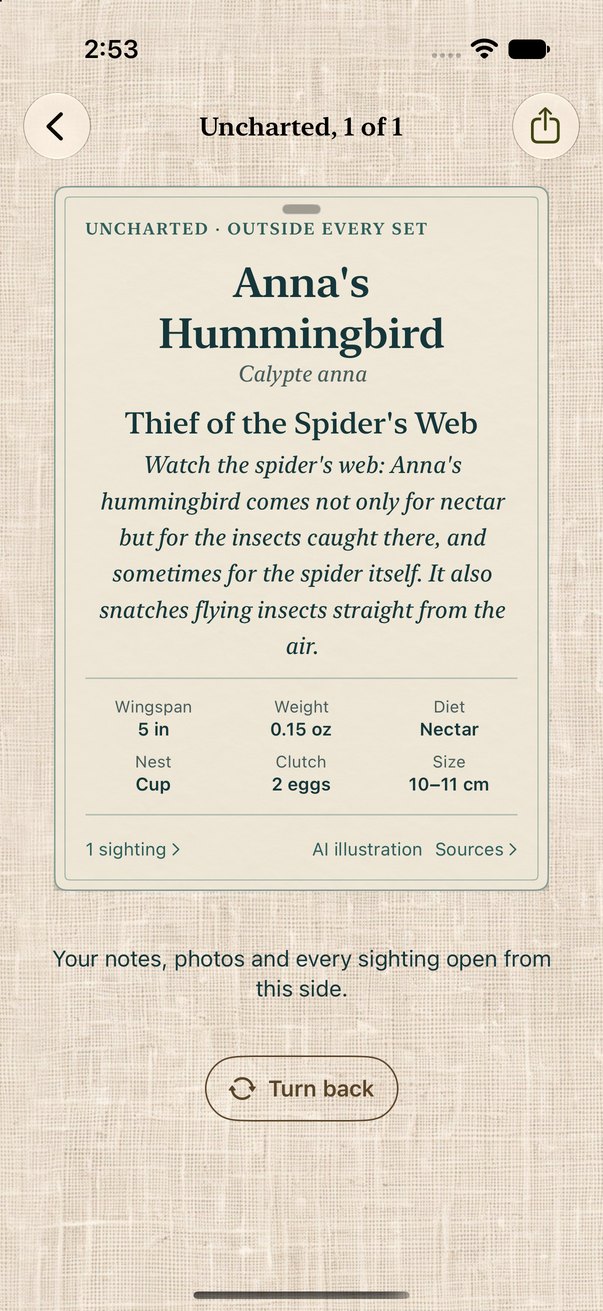 2:53
Uncharted, 1 of 1
UNCHARTED · OUTSIDE EVERY SET
Anna's
Hummingbird
Calypte anna
Thief of the Spider's Web
Watch the spider's web: Anna's
hummingbird comes not only for nectar
but for the insects caught there, and
sometimes for the spider itself. It also
snatches flying insects straight from the
air.
Wingspan Weight Diet
5 in 0.15 oz Nectar
Nest Clutch Size
Cup 2 eggs 10–11 cm
1 sighting > AI illustration Sources >
Your notes, photos and every sighting open from
this side.
Turn back